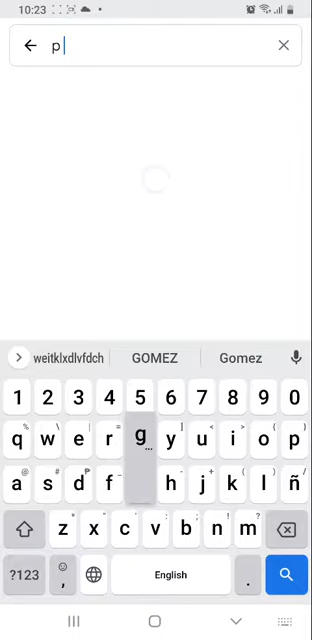 10:23
p
weitklxdlvfdch GOMEZ Gomez
1 2 3 4 5 6 7 8 9 0
% \ | = [ ] < > { }
q w e r g y u i o p
@ # ₱ _ - + ( ) /
a s d f h j k l ñ
* " ' : ; ! ?
z x c v b n m
?123 , English .